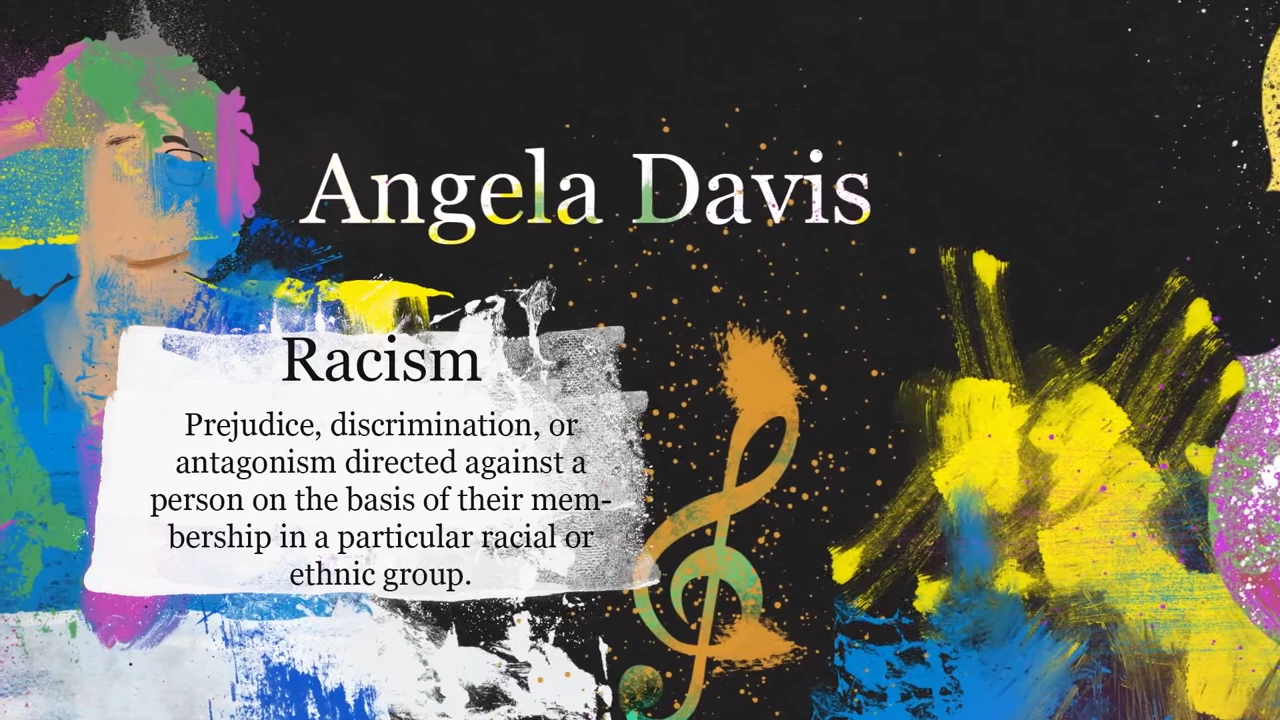 Angela Davis
Racism
Prejudice, discrimination, or
antagonism directed against a
person on the basis of their mem-
bership in a particular racial or
ethnic group.